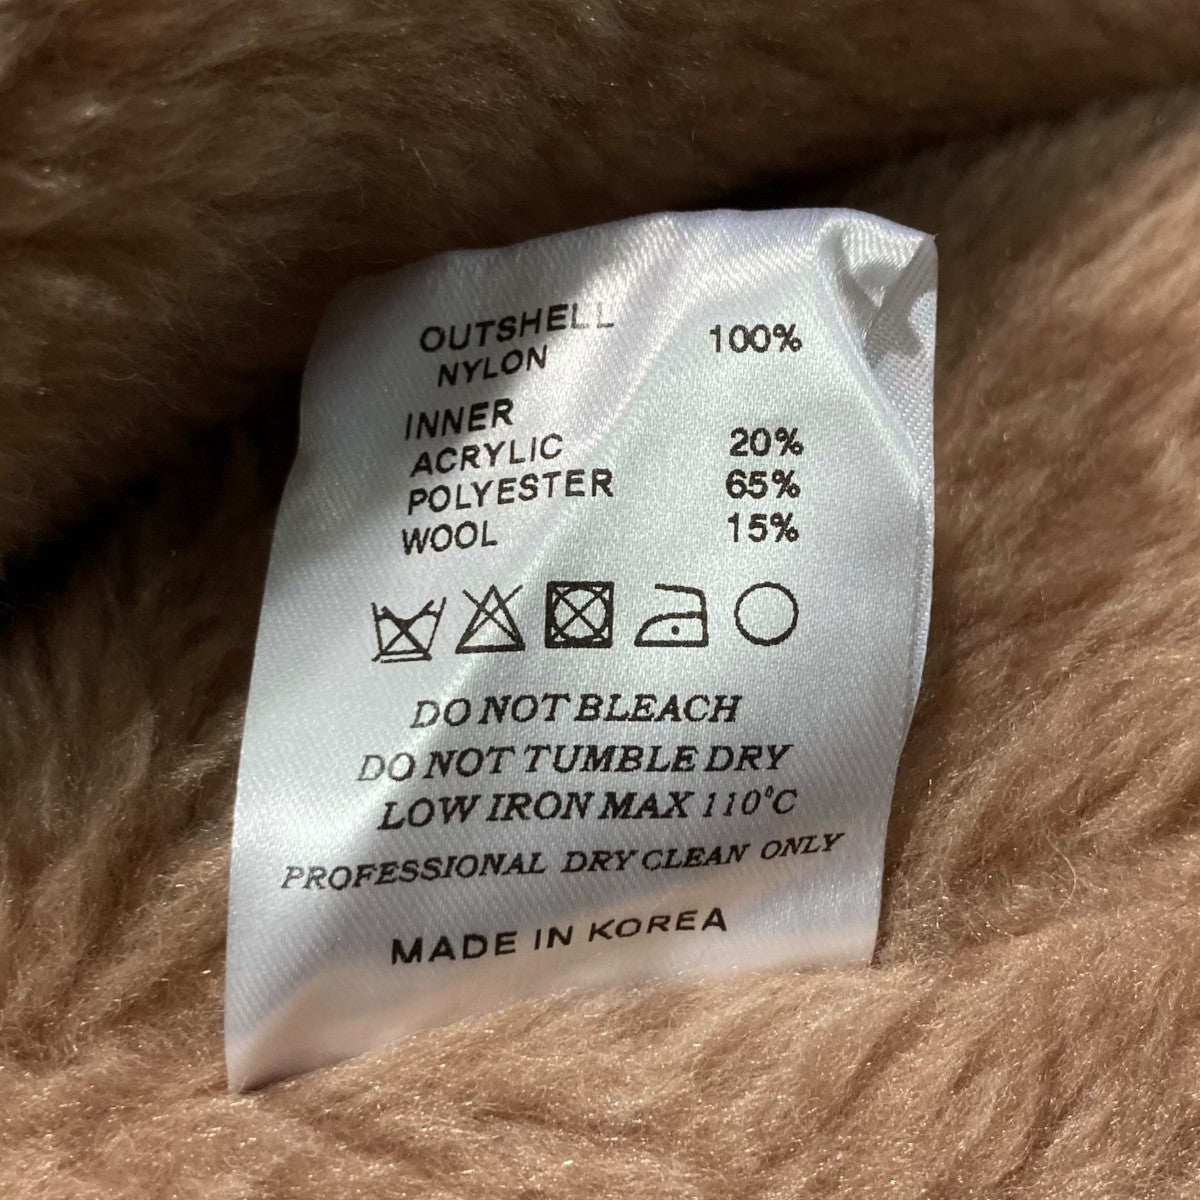 OUTSHELL
NYLON 100%
INNER
ACRYLIC 20%
POLYESTER 65%
WOOL 15%
DO NOT BLEACH
DO NOT TUMBLE DRY
LOW IRON MAX 110°C
PROFESSIONAL DRY CLEAN ONLY
MADE IN KOREA